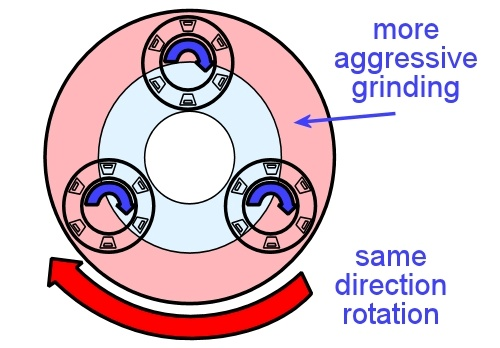 more
aggressive
grinding
same
direction
rotation